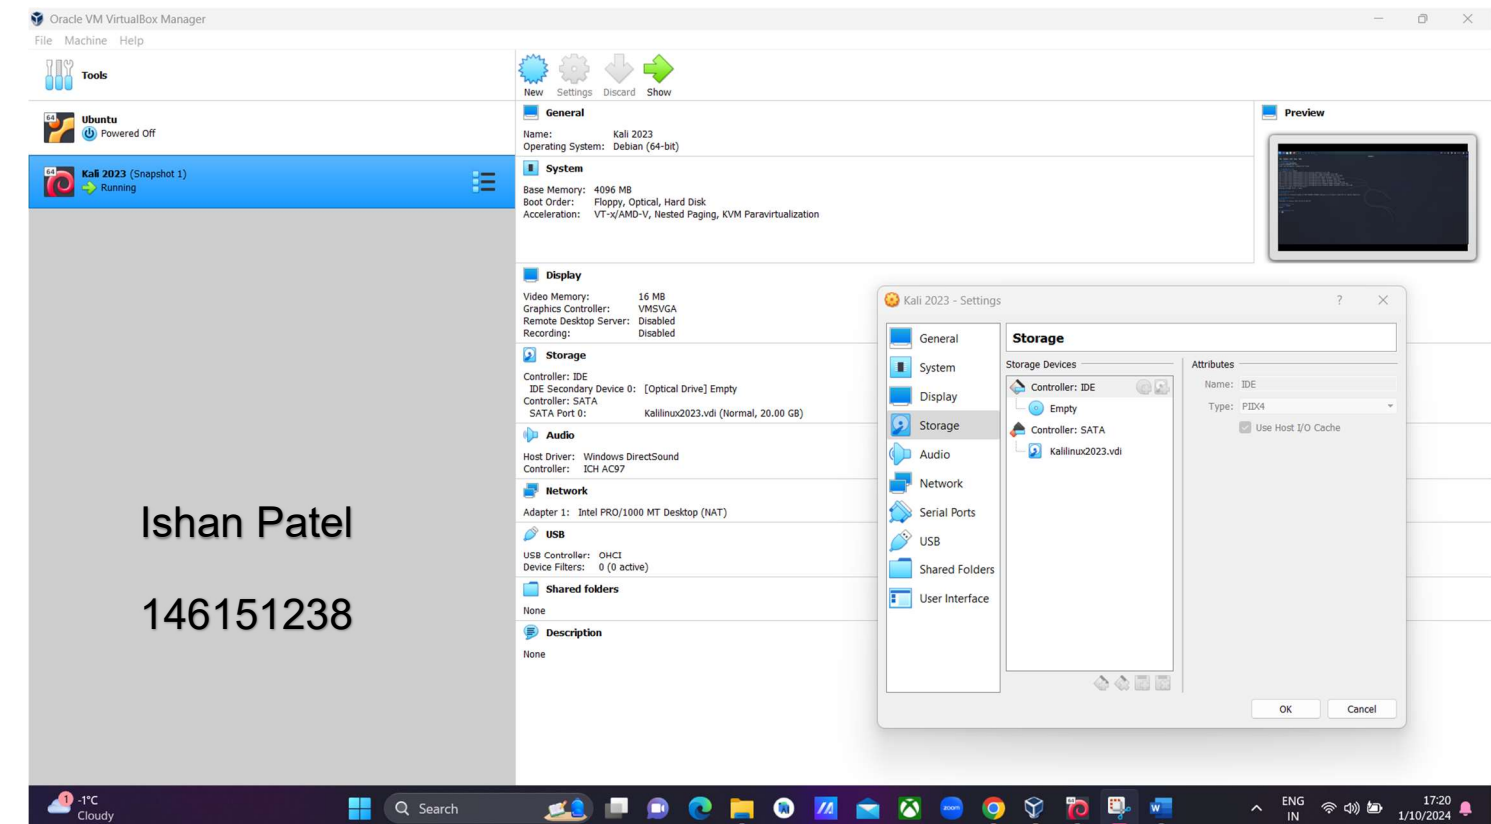 Oracle VM VirtualBox Manager
File Machine Help
Tools
New Settings Discard Show
64 Ubuntu
Powered Off
64 Kali 2023 (Snapshot 1)
Running
Ishan Patel
146151238
General
Name: Kali 2023
Operating System: Debian (64-bit)
System
Base Memory: 4096 MB
Boot Order: Floppy, Optical, Hard Disk
Acceleration: VT-x/AMD-V, Nested Paging, KVM Paravirtualization
Display
Video Memory: 16 MB
Graphics Controller: VMSVGA
Remote Desktop Server: Disabled
Recording: Disabled
Storage
Controller: IDE
IDE Secondary Device 0: [Optical Drive] Empty
Controller: SATA
SATA Port 0: Kalilinux2023.vdi (Normal, 20.00 GB)
Audio
Host Driver: Windows DirectSound
Controller: ICH AC97
Network
Adapter 1: Intel PRO/1000 MT Desktop (NAT)
USB
USB Controller: OHCI
Device Filters: 0 (0 active)
Shared folders
None
Description
None
Preview
Kali 2023 - Settings ?
General
System
Display
Storage
Audio
Network
Serial Ports
USB
Shared Folders
User Interface
Storage
Storage Devices
Controller: IDE
Empty
Controller: SATA
Kalilinux2023.vdi
Attributes
Name: IDE
Type: PIIX4
Use Host I/O Cache
OK Cancel
1 -1°C
Cloudy
Search
zoom
ENG
IN
17:20
1/10/2024